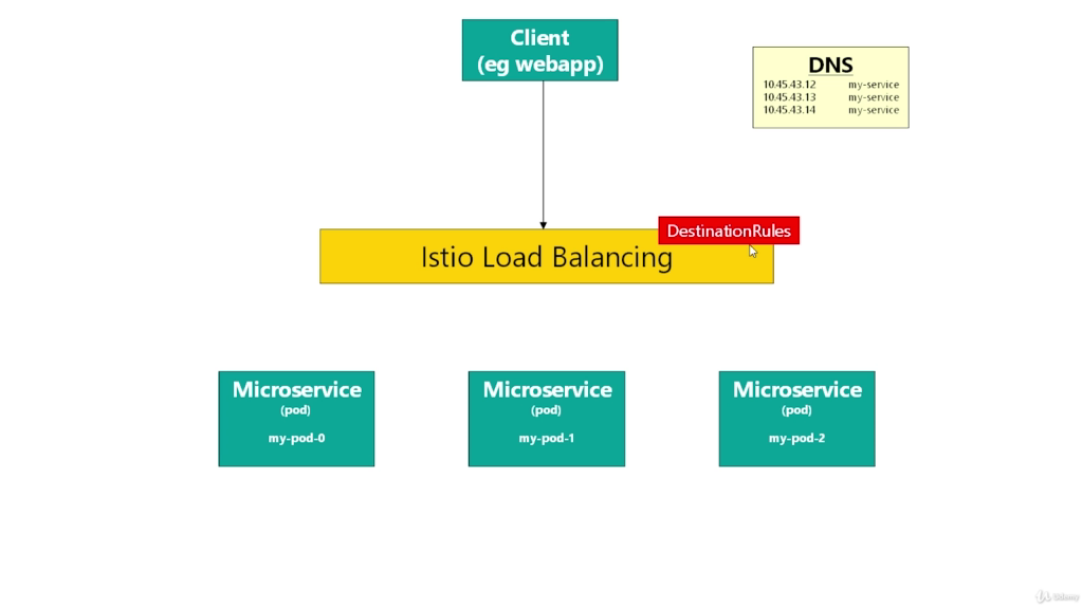 Client
(eg webapp)
DNS
10.45.43.12 my-service
10.45.43.13 my-service
10.45.43.14 my-service
DestinationRules
Istio Load Balancing
Microservice
(pod)
my-pod-0
Microservice
(pod)
my-pod-1
Microservice
(pod)
my-pod-2
Udemy